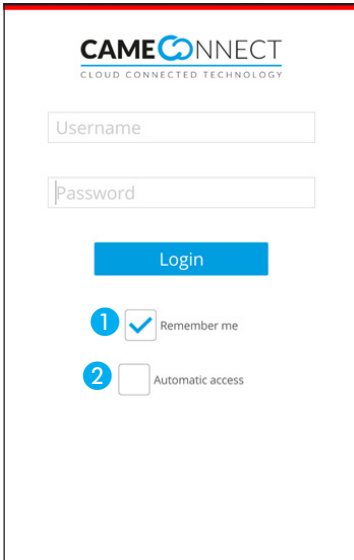 CAMECONNECT
CLOUD CONNECTED TECHNOLOGY
Username
Password
Login
1 Remember me
2 Automatic access